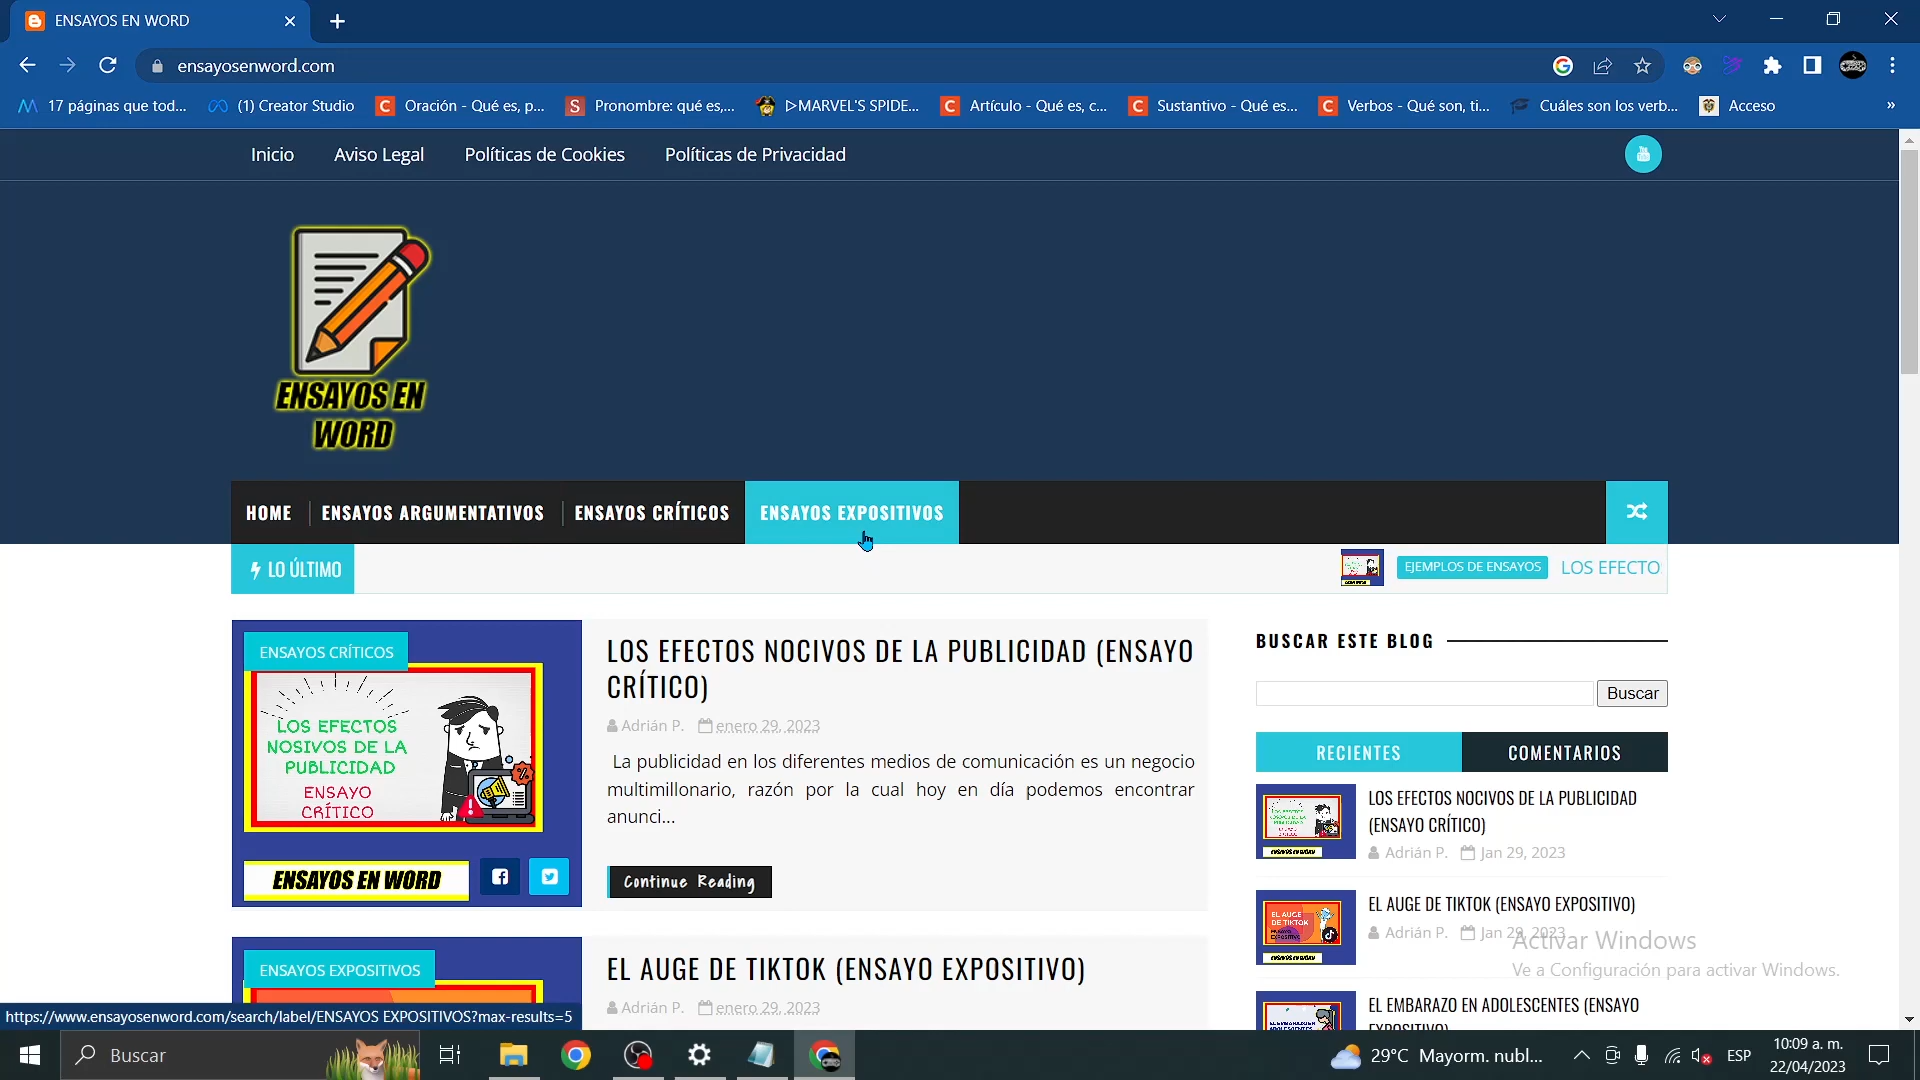 ENSAYOS EN WORD
ensayosenword.com
17 páginas que tod...
(1) Creator Studio
Oración - Qué es, p...
Pronombre: qué es,...
▷MARVEL'S SPIDE...
Artículo - Qué es, c...
Sustantivo - Qué es...
Verbos - Qué son, ti...
Cuáles son los verb...
Acceso
»
Inicio
Aviso Legal
Políticas de Cookies
Políticas de Privacidad
ENSAYOS EN
WORD
HOME
ENSAYOS ARGUMENTATIVOS
ENSAYOS CRÍTICOS
ENSAYOS EXPOSITIVOS
LO ÚLTIMO
EJEMPLOS DE ENSAYOS
LOS EFECTO
ENSAYOS CRÍTICOS
LOS EFECTOS
NOSIVOS DE LA
PUBLICIDAD
ENSAYO
CRÍTICO
ENSAYOS EN WORD
LOS EFECTOS NOCIVOS DE LA PUBLICIDAD (ENSAYO
CRÍTICO)
Adrián P. enero 29, 2023
La publicidad en los diferentes medios de comunicación es un negocio
multimillonario, razón por la cual hoy en día podemos encontrar
anunci...
Continue Reading
ENSAYOS EXPOSITIVOS
EL AUGE DE TIKTOK (ENSAYO EXPOSITIVO)
Adrián P. enero 29, 2023
BUSCAR ESTE BLOG
Buscar
RECIENTES
COMENTARIOS
LOS EFECTOS NOCIVOS DE LA PUBLICIDAD
(ENSAYO CRÍTICO)
Adrián P. Jan 29, 2023
EL AUGE DE TIKTOK
EL AUGE DE TIKTOK (ENSAYO EXPOSITIVO)
Adrián P. Jan 29, 2023
EL EMBARAZO EN ADOLESCENTES (ENSAYO
EXPOSITIVO)
Activar Windows
Ve a Configuración para activar Windows.
https://www.ensayosenword.com/search/label/ENSAYOS EXPOSITIVOS?max-results=5
Buscar
29°C Mayorm. nubl...
ESP
10:09 a. m.
22/04/2023